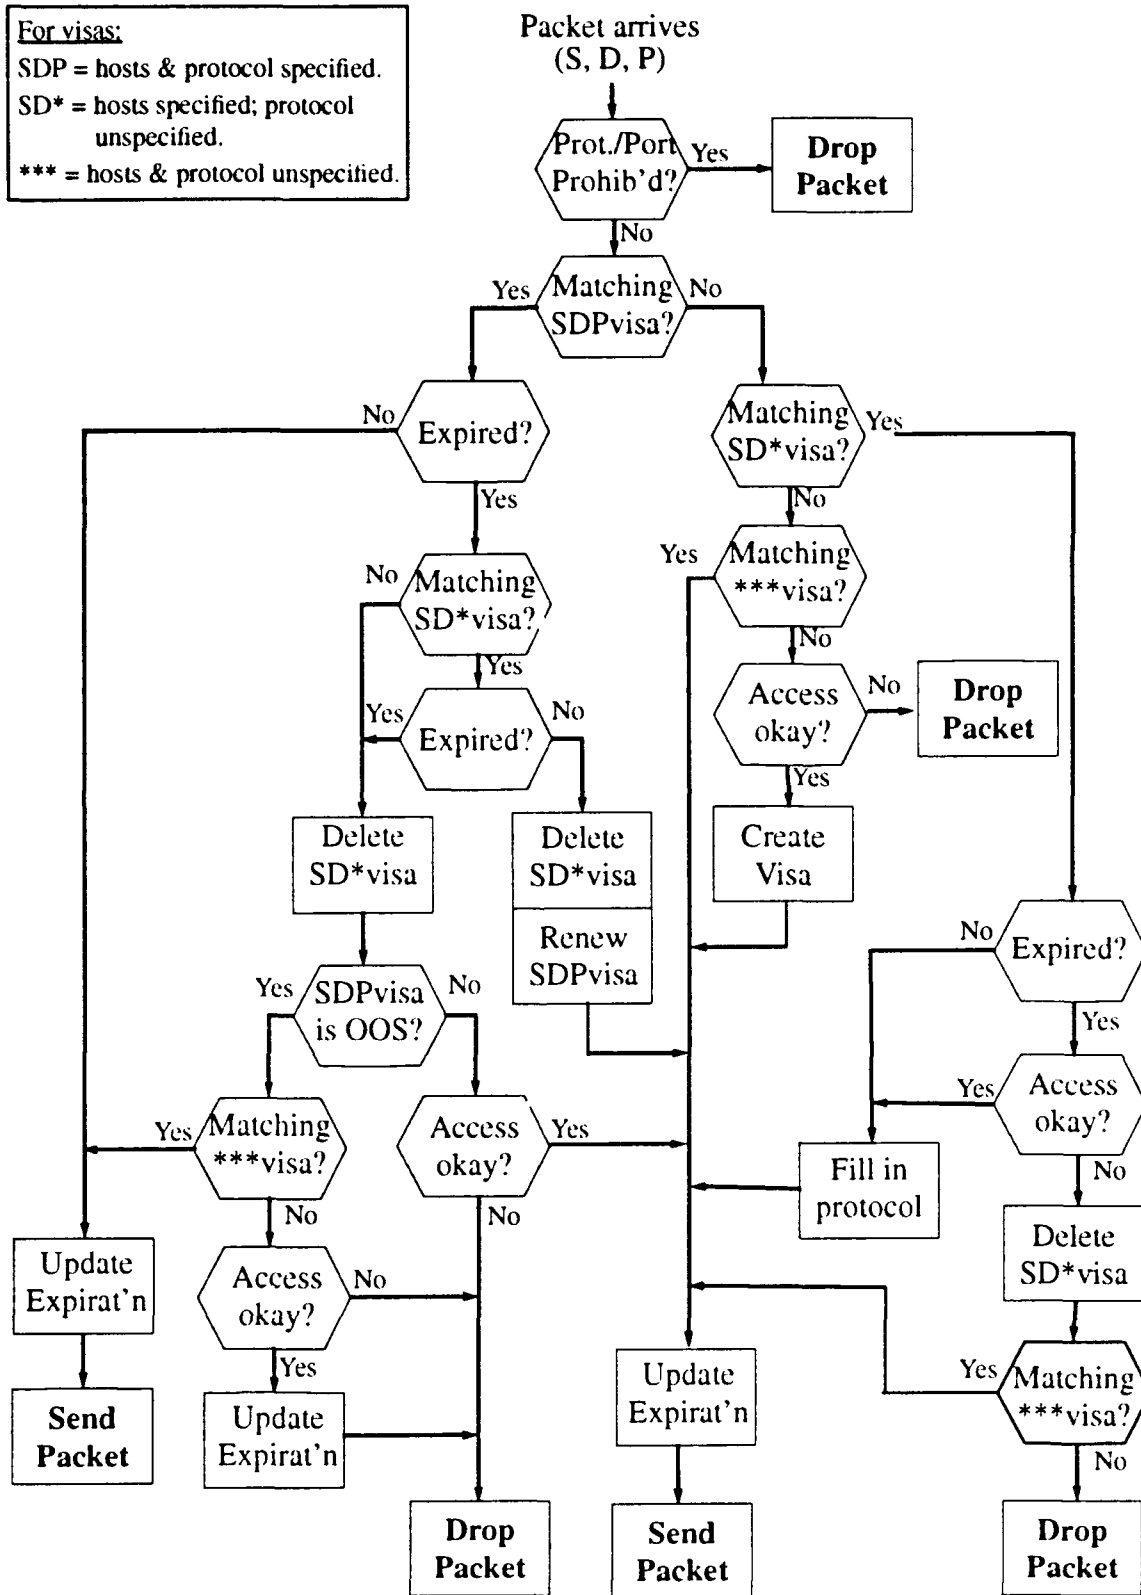 For visas:
SDP = hosts & protocol specified.
SD* = hosts specified; protocol
unspecified.
*** = hosts & protocol unspecified.
Packet arrives
(S, D, P)
Prot./Port
Prohib'd?
Yes
Drop
Packet
No
Matching
SDPvisa?
Yes
No
Expired?
No
Yes
Matching
SD*visa?
Yes
No
Matching
***visa?
Yes
No
Matching
SD*visa?
No
Yes
Access
okay?
No
Drop
Packet
Yes
Expired?
Yes
No
Delete
SD*visa
Delete
SD*visa
Renew
SDPvisa
Create
Visa
Expired?
No
Yes
SDPvisa
is OOS?
Yes
No
Access
okay?
Yes
No
Matching
***visa?
Yes
No
Access
okay?
Yes
No
Fill in
protocol
Delete
SD*visa
Update
Expirat'n
Access
okay?
No
Yes
Update
Expirat'n
Matching
***visa?
Yes
No
Send
Packet
Update
Expirat'n
Drop
Packet
Send
Packet
Drop
Packet